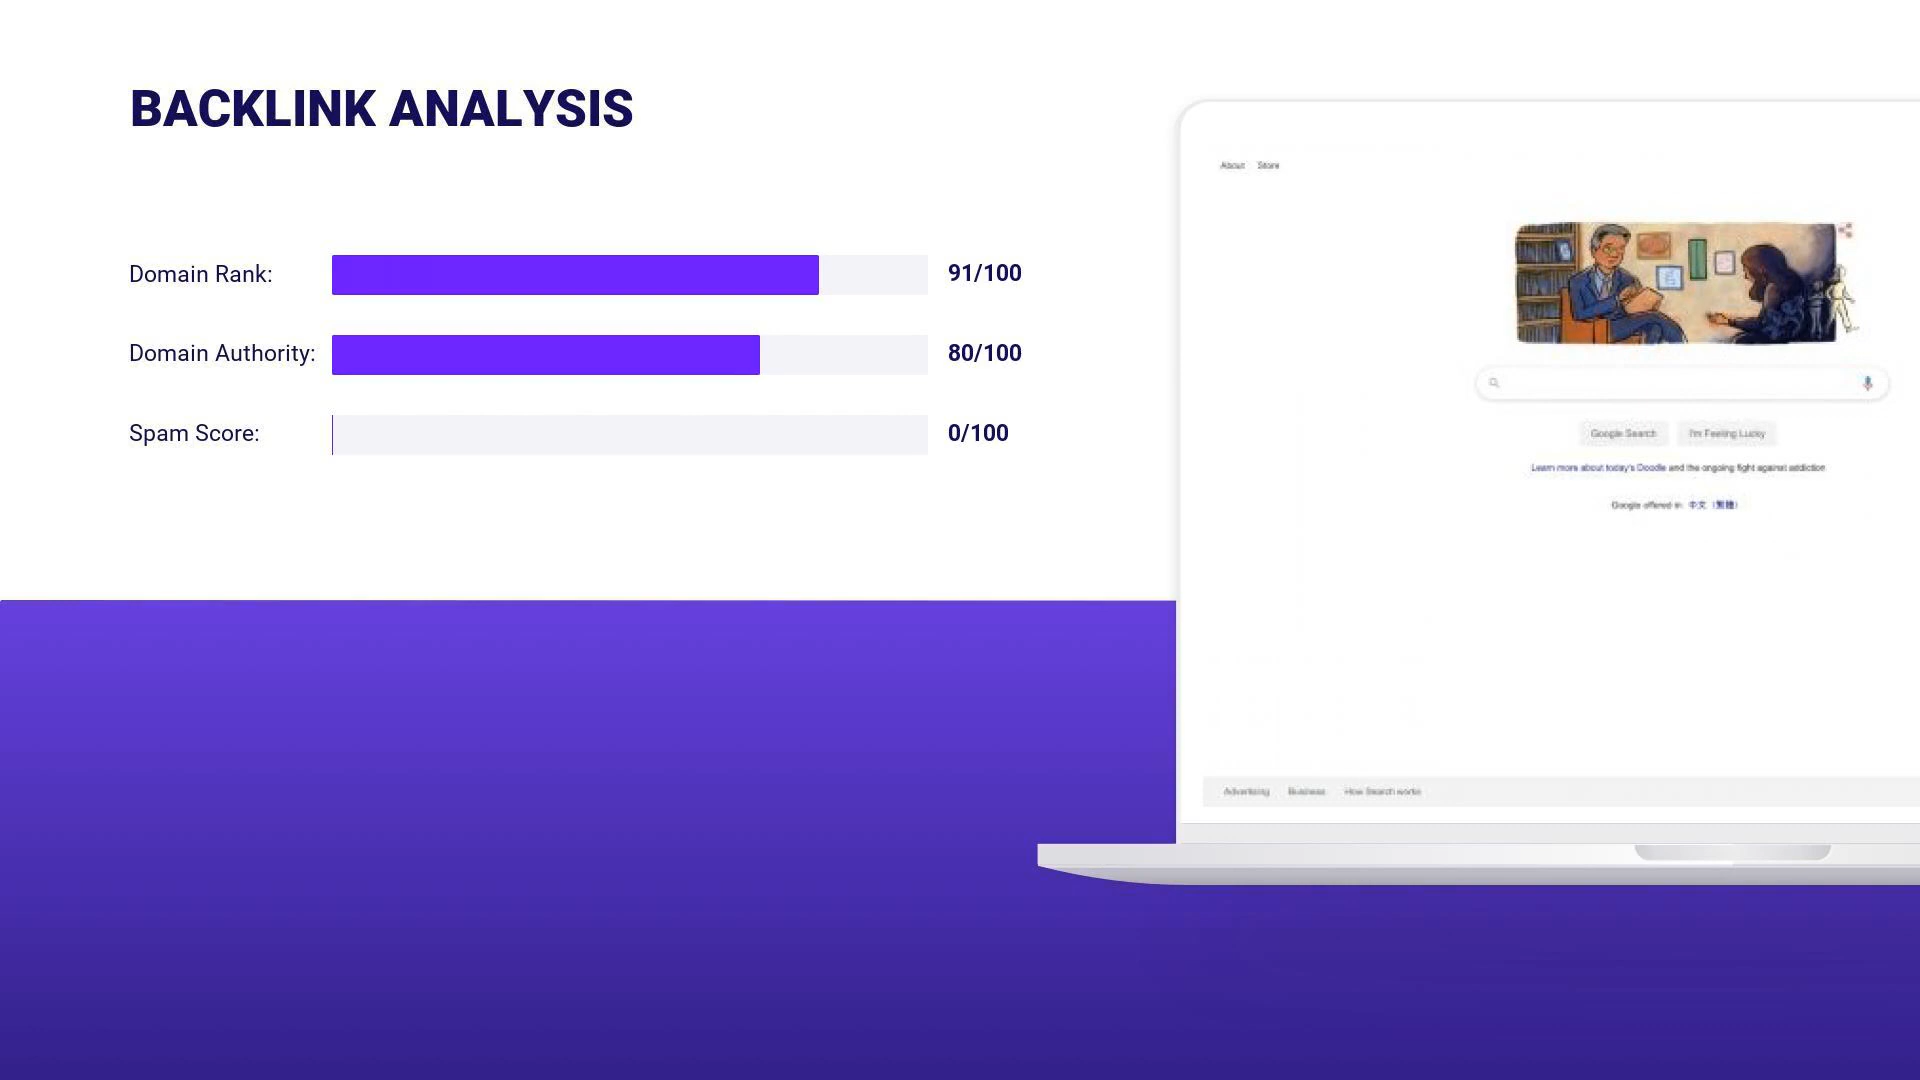 BACKLINK ANALYSIS
Domain Rank:
91/100
Domain Authority:
80/100
Spam Score:
0/100
About Store
Google Search I'm Feeling Lucky
Learn more about today's Doodle and the ongoing fight against addiction
Google offered in: 中文（繁體）
Advertising Business How Search works